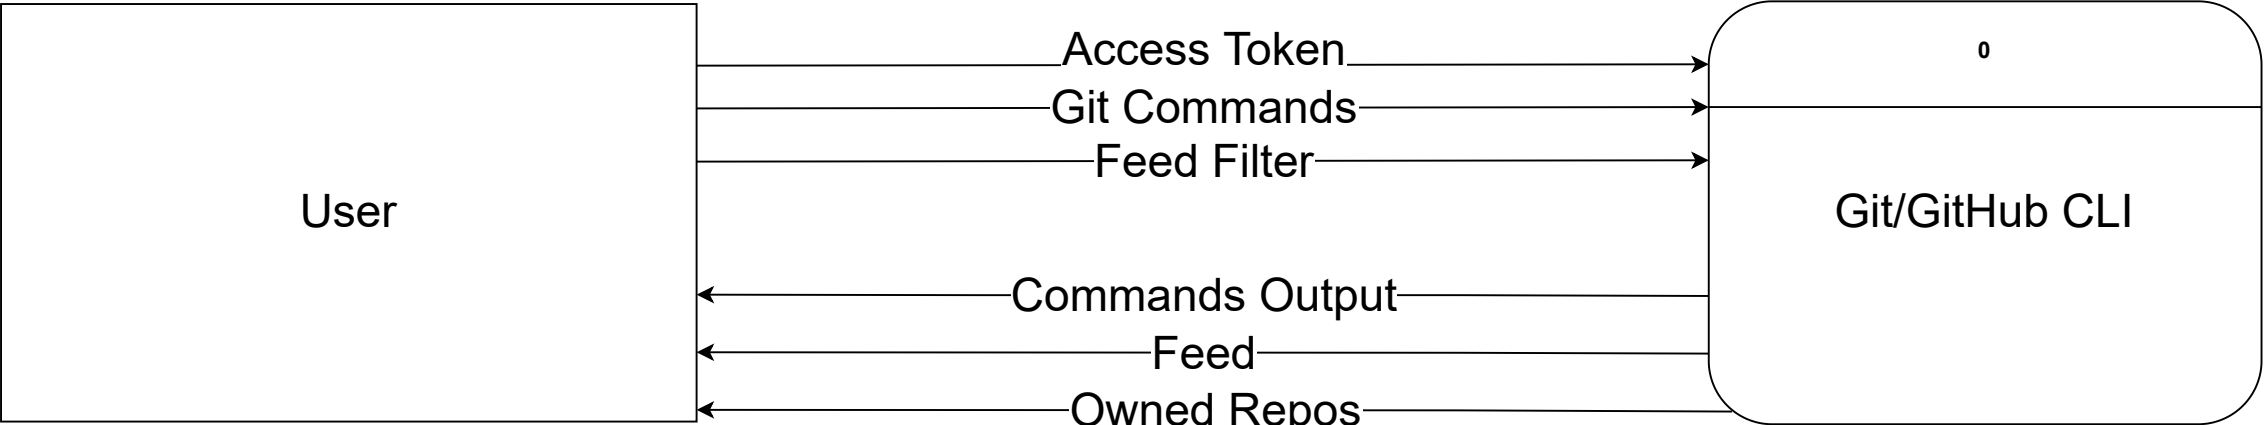 Access Token
0
Git Commands
Feed Filter
User
Git/GitHub CLI
Commands Output
Feed
Owned Repos